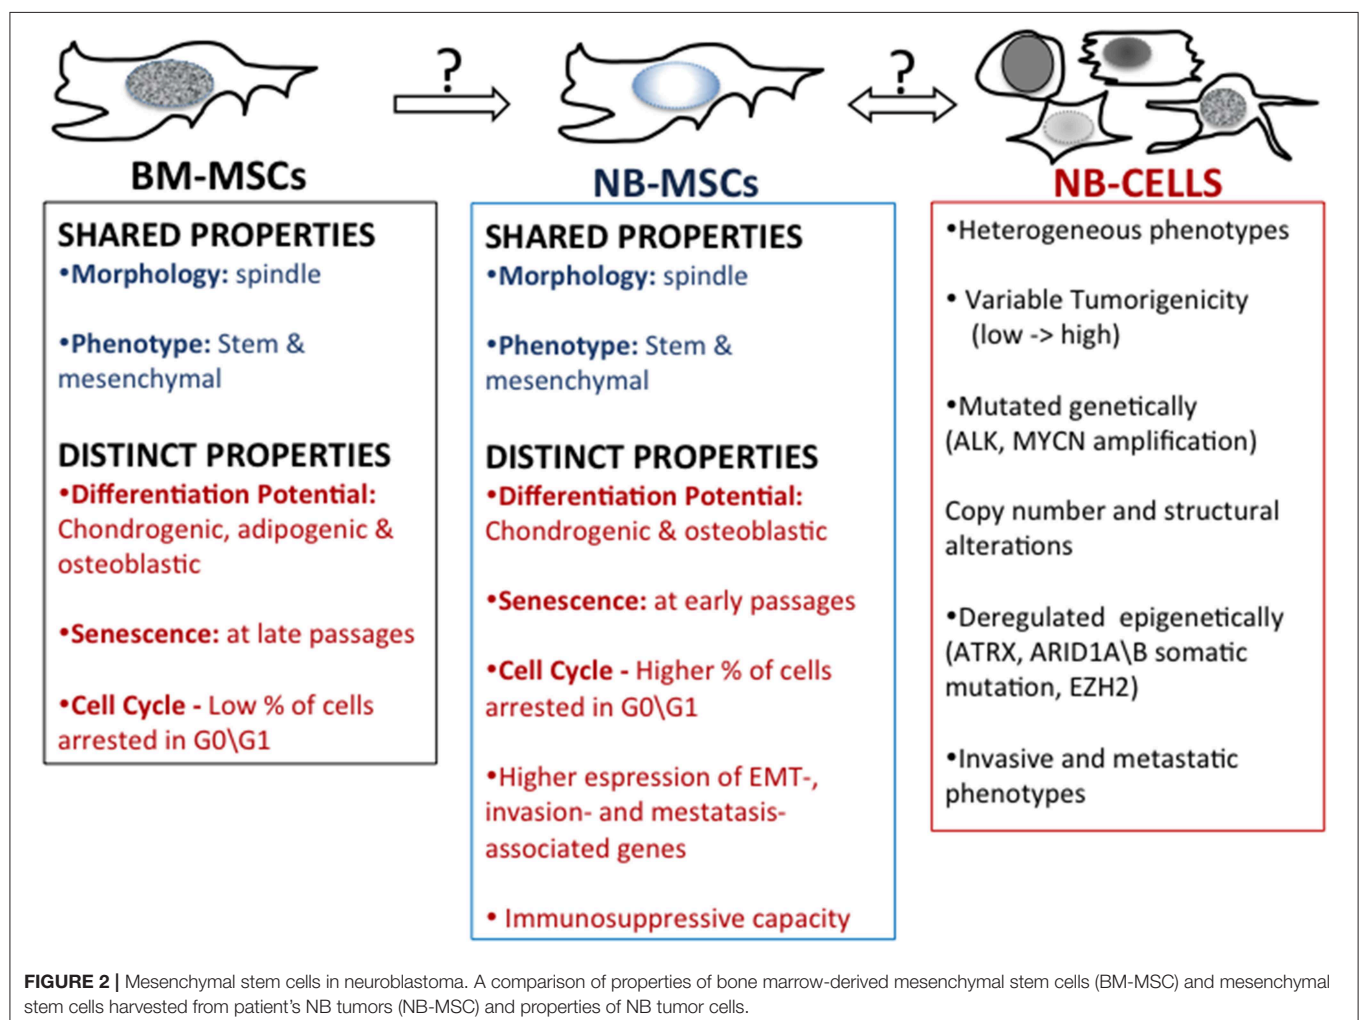 ?
?
BM-MSCs
NB-MSCs
NB-CELLS
SHARED PROPERTIES
•Morphology: spindle
•Phenotype: Stem &
mesenchymal
DISTINCT PROPERTIES
•Differentiation Potential:
Chondrogenic, adipogenic &
osteoblastic
•Senescence: at late passages
•Cell Cycle - Low % of cells
arrested in G0\G1
SHARED PROPERTIES
•Morphology: spindle
•Phenotype: Stem &
mesenchymal
DISTINCT PROPERTIES
•Differentiation Potential:
Chondrogenic & osteoblastic
•Senescence: at early passages
•Cell Cycle - Higher % of cells
arrested in G0\G1
•Higher espression of EMT-,
invasion- and mestatasis-
associated genes
• Immunosuppressive capacity
•Heterogeneous phenotypes
• Variable Tumorigenicity
(low -> high)
•Mutated genetically
(ALK, MYCN amplification)
Copy number and structural
alterations
•Deregulated epigenetically
(ATRX, ARID1A\B somatic
mutation, EZH2)
•Invasive and metastatic
phenotypes
FIGURE 2 | Mesenchymal stem cells in neuroblastoma. A comparison of properties of bone marrow-derived mesenchymal stem cells (BM-MSC) and mesenchymal
stem cells harvested from patient's NB tumors (NB-MSC) and properties of NB tumor cells.